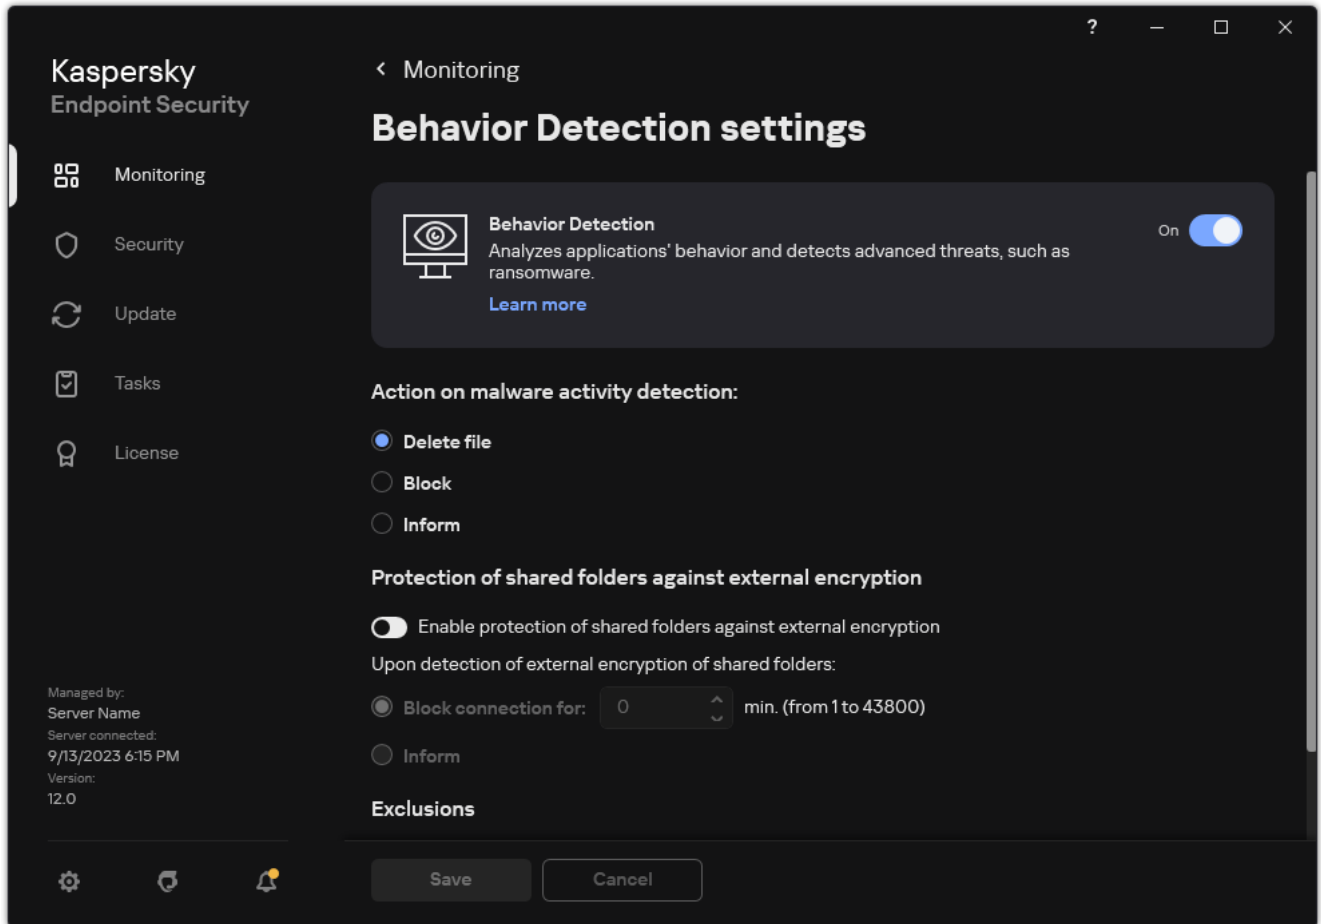 ?
Kaspersky
Endpoint Security
Monitoring
Security
Update
Tasks
License
Managed by:
Server Name
Server connected:
9/13/2023 6:15 PM
Version:
12.0
Monitoring
Behavior Detection settings
Behavior Detection
Analyzes applications' behavior and detects advanced threats, such as
ransomware.
Learn more
On
Action on malware activity detection:
Delete file
Block
Inform
Protection of shared folders against external encryption
Enable protection of shared folders against external encryption
Upon detection of external encryption of shared folders:
Block connection for: 0 min. (from 1 to 43800)
Inform
Exclusions
Save
Cancel